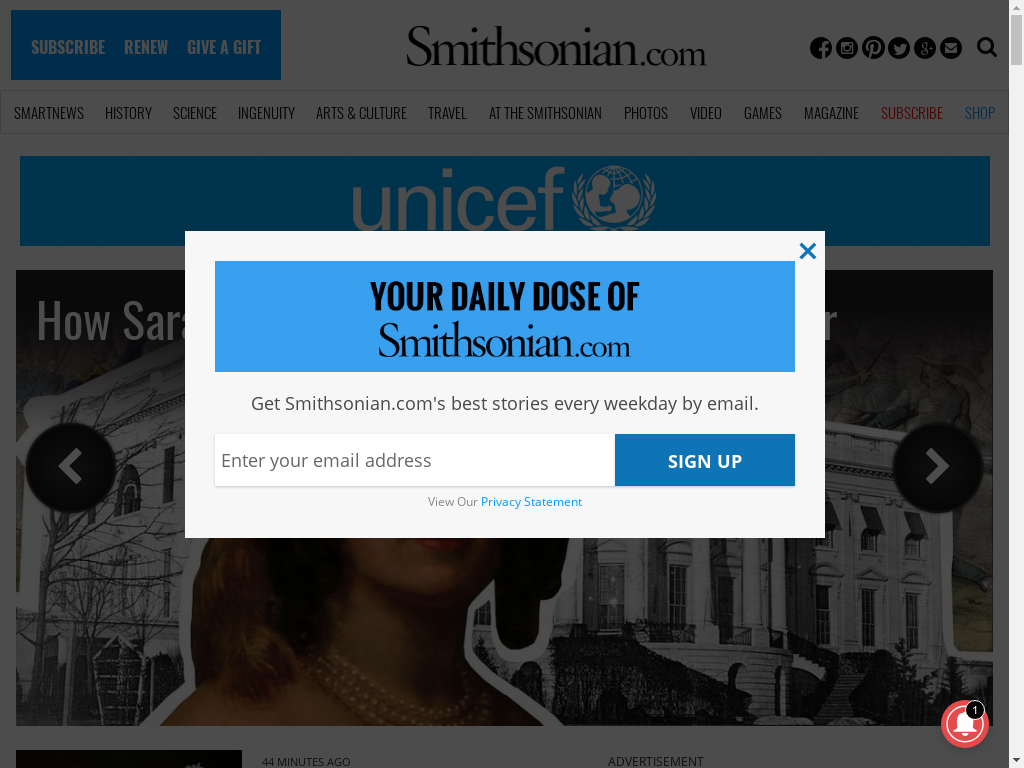 SUBSCRIBE RENEW GIVE A GIFT
Smithsonian.com
SMARTNEWS HISTORY SCIENCE INGENUITY ARTS & CULTURE TRAVEL AT THE SMITHSONIAN PHOTOS VIDEO GAMES MAGAZINE SUBSCRIBE SHOP
unicef
How
YOUR DAILY DOSE OF
Smithsonian.com
Get Smithsonian.com's best stories every weekday by email.
Enter your email address
SIGN UP
View Our Privacy Statement
1
44 MINUTES AGO
ADVERTISEMENT